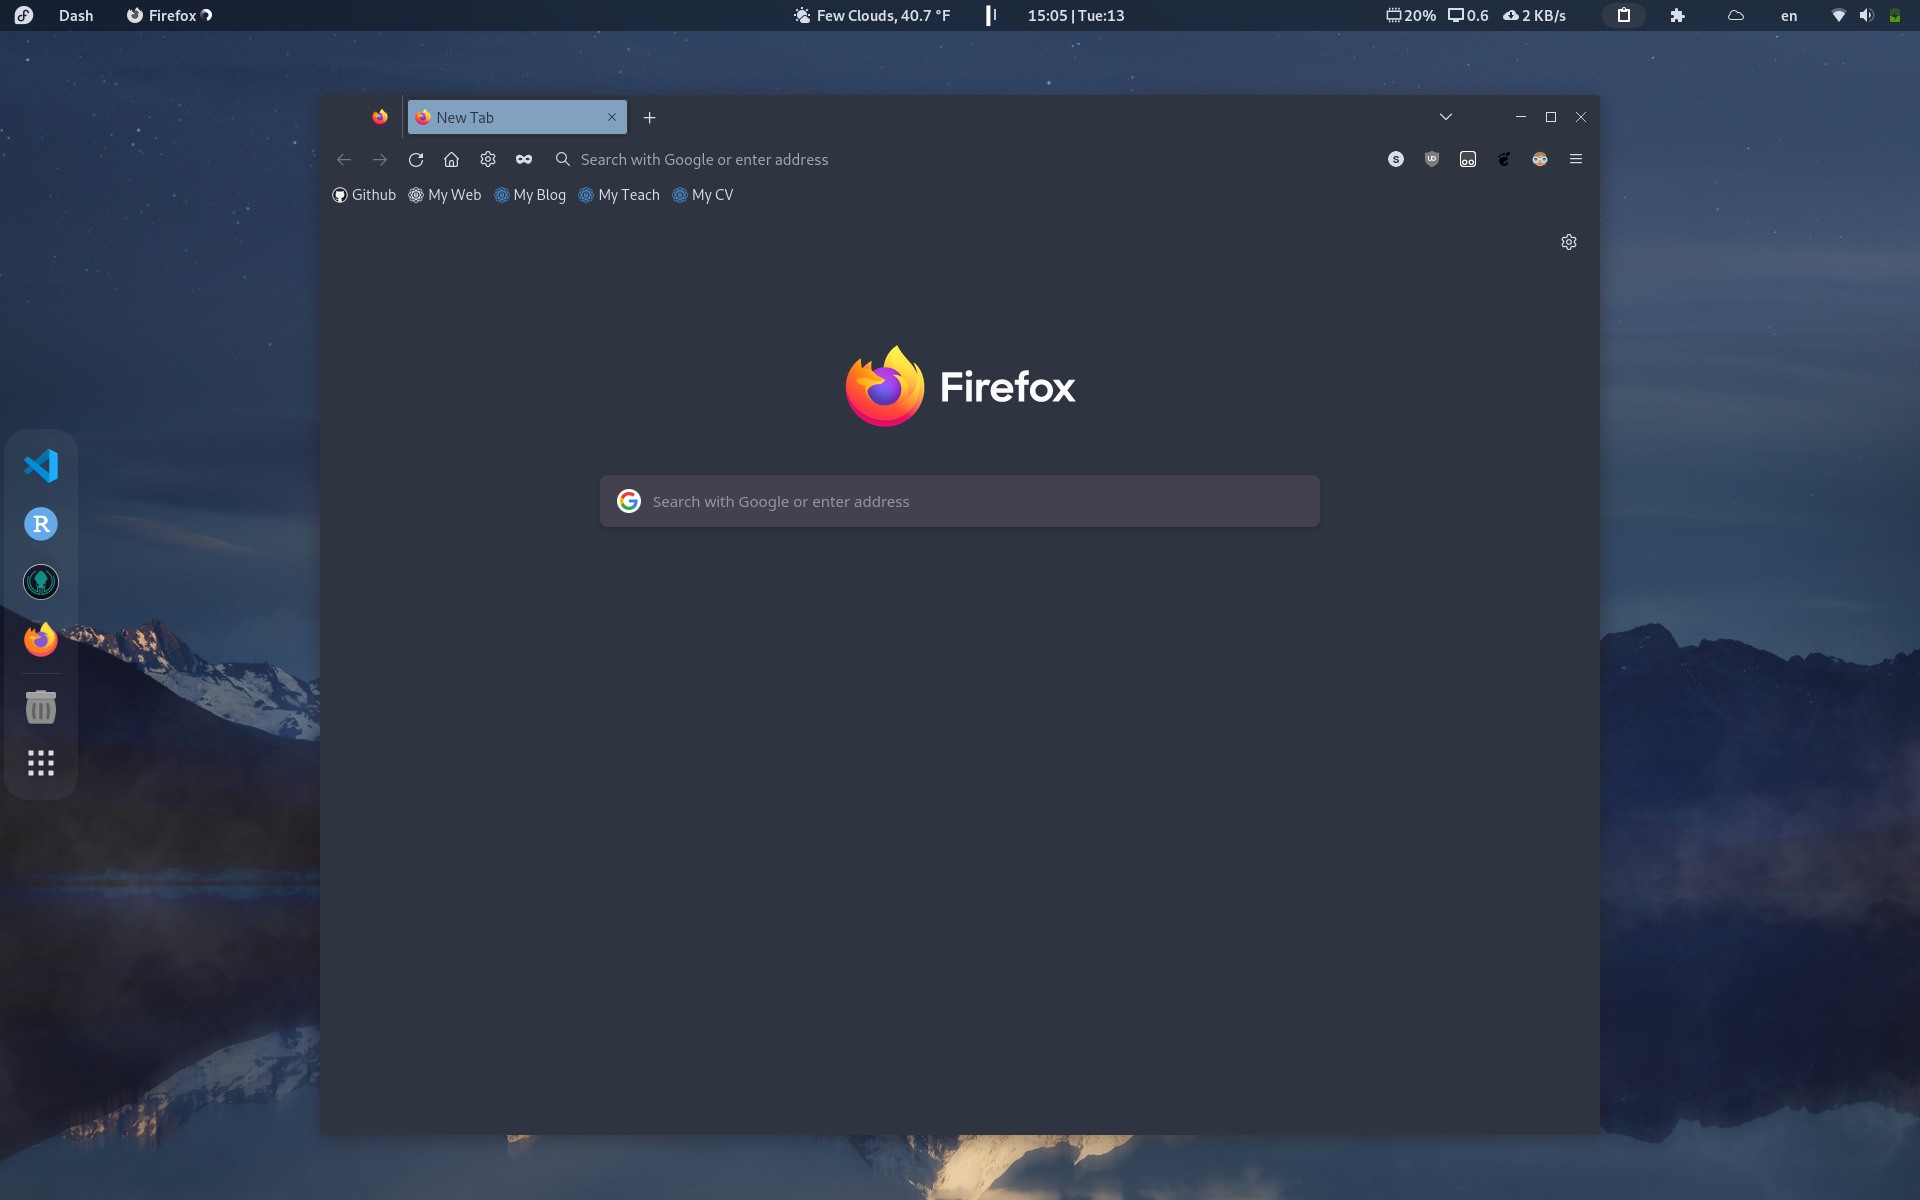 Dash Firefox Few Clouds, 40.7 °F 15:05 | Tue:13 20% 0.6 2 KB/s en
New Tab
Search with Google or enter address
Github My Web My Blog My Teach My CV
Firefox
Search with Google or enter address